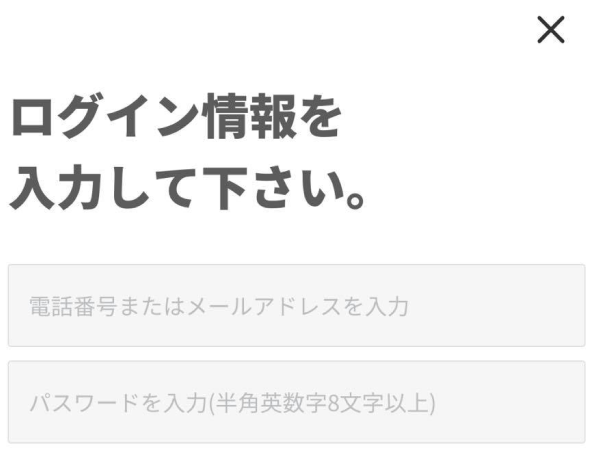 ログイン情報を
入力して下さい。
電話番号またはメールアドレスを入力
パスワードを入力(半角英数字8文字以上)